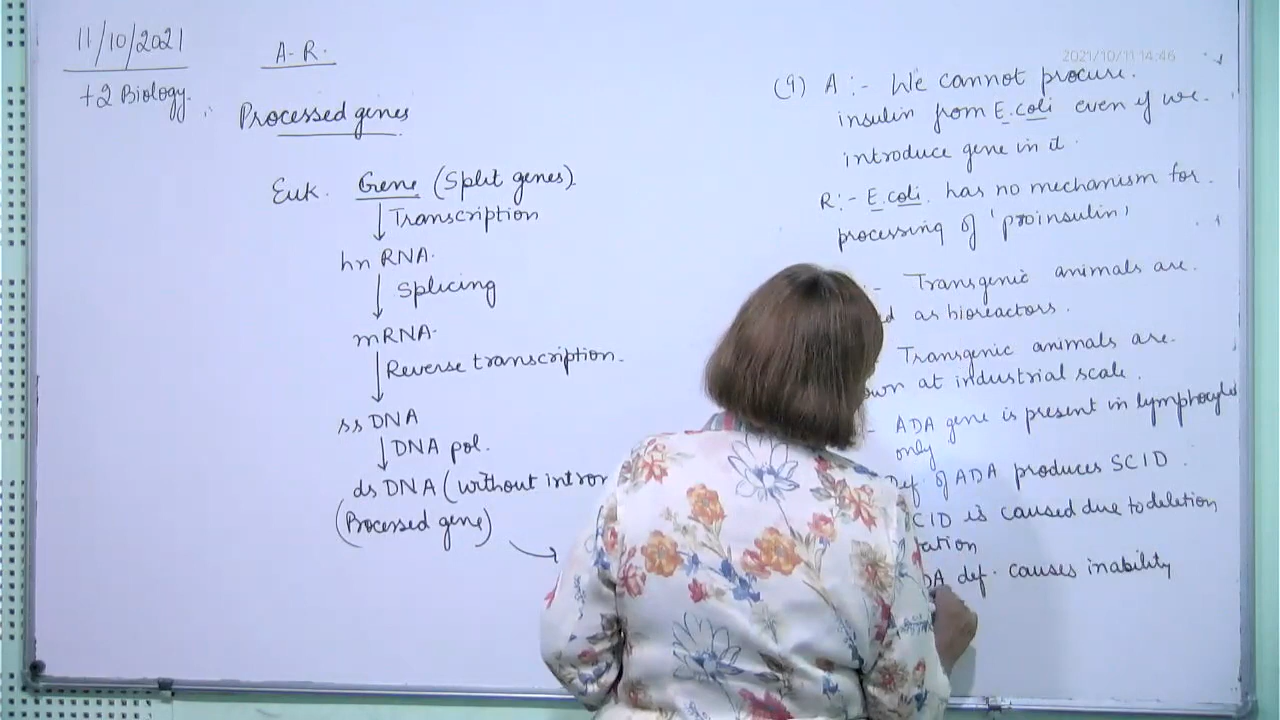 11/10/2021
+2 Biology.
A-R.
Processed genes
Euk. Gene (Split genes)
Transcription
hn RNA.
Splicing
mRNA.
Reverse transcription.
ss DNA
DNA pol.
ds DNA (without intron
(Processed gene)
2021/10/11 14:46
(9) A :- We cannot procure.
insulin from E.coli even if we.
introduce gene in it.
R:- E.coli. has no mechanism for.
processing of 'proinsulin'
:- Transgenic animals are.
as bioreactors.
Transgenic animals are.
at industrial scale.
- ADA gene is present in lymphocytes
only
Def. of ADA produces SCID.
CID is caused due to deletion
def. causes inability